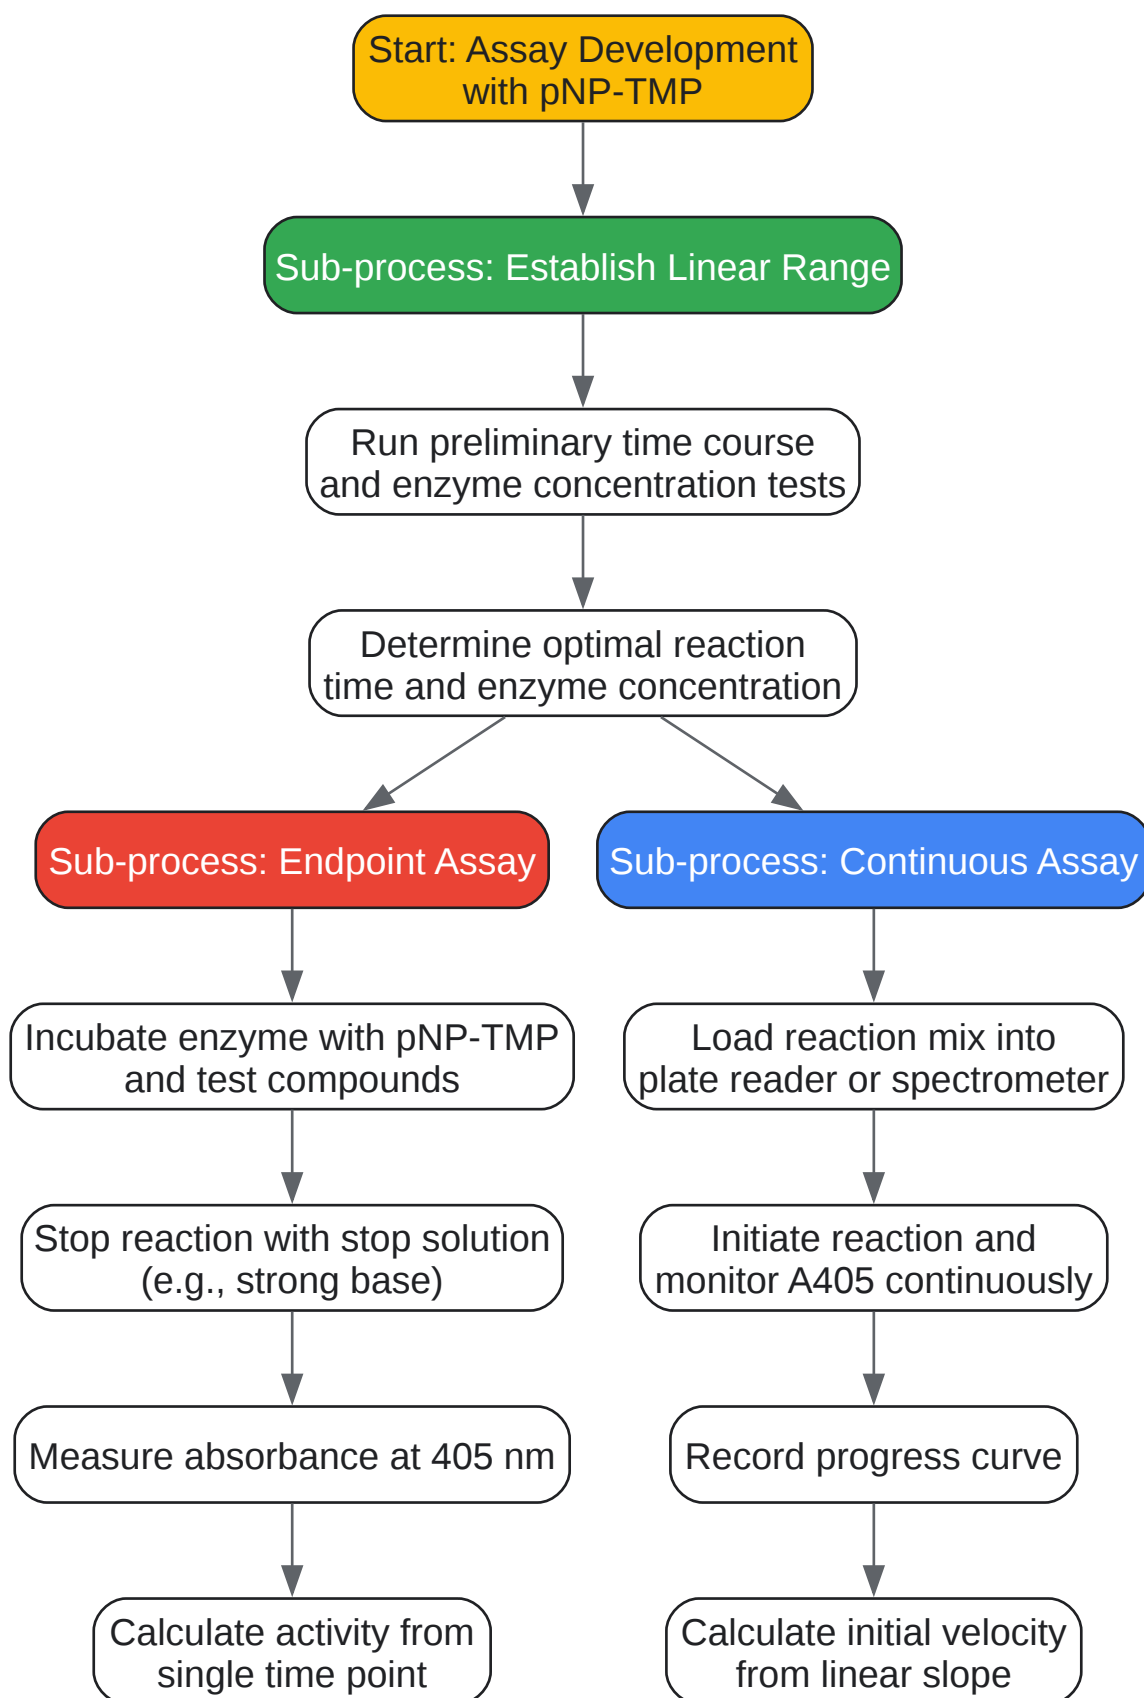 Start: Assay Development
with pNP-TMP
Sub-process: Establish Linear Range
Run preliminary time course
and enzyme concentration tests
Determine optimal reaction
time and enzyme concentration
Sub-process: Endpoint Assay
Incubate enzyme with pNP-TMP
and test compounds
Stop reaction with stop solution
(e.g., strong base)
Measure absorbance at 405 nm
Calculate activity from
single time point
Sub-process: Continuous Assay
Load reaction mix into
plate reader or spectrometer
Initiate reaction and
monitor A405 continuously
Record progress curve
Calculate initial velocity
from linear slope